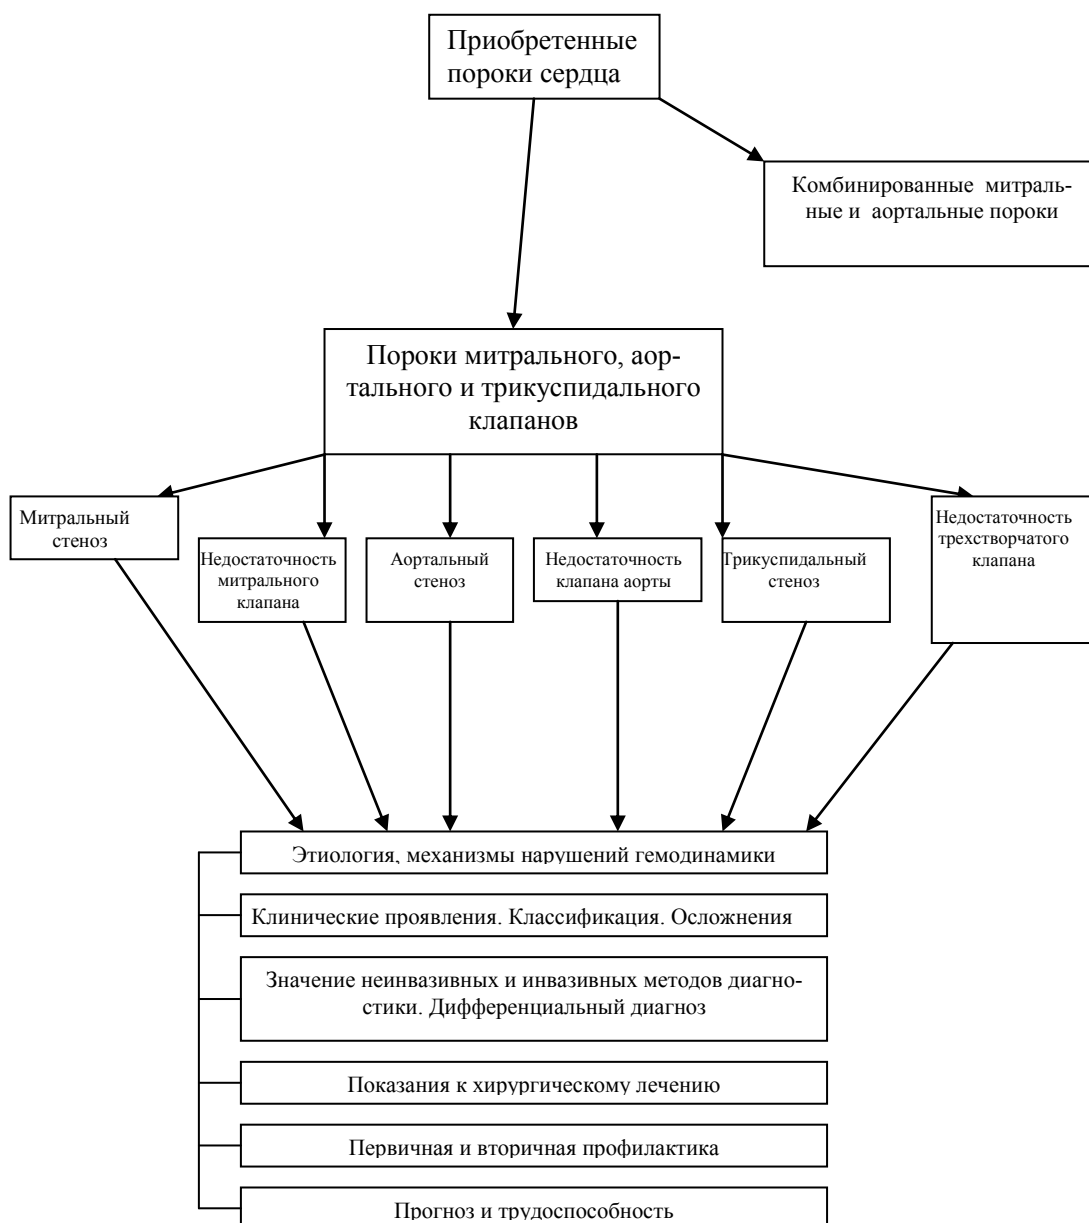 Приобретенные
пороки сердца
Комбинированные митраль-
ные и аортальные пороки
Пороки митрального, аор-
тального и трикуспидального
клапанов
Митральный
стеноз
Недостаточность
митрального
клапана
Аортальный
стеноз
Недостаточность
клапана аорты
Трикуспидальный
стеноз
Недостаточность
трехстворчатого
клапана
Этиология, механизмы нарушений гемодинамики
Клинические проявления. Классификация. Осложнения
Значение неинвазивных и инвазивных методов диагно-
стики. Дифференциальный диагноз
Показания к хирургическому лечению
Первичная и вторичная профилактика
Прогноз и трудоспособность